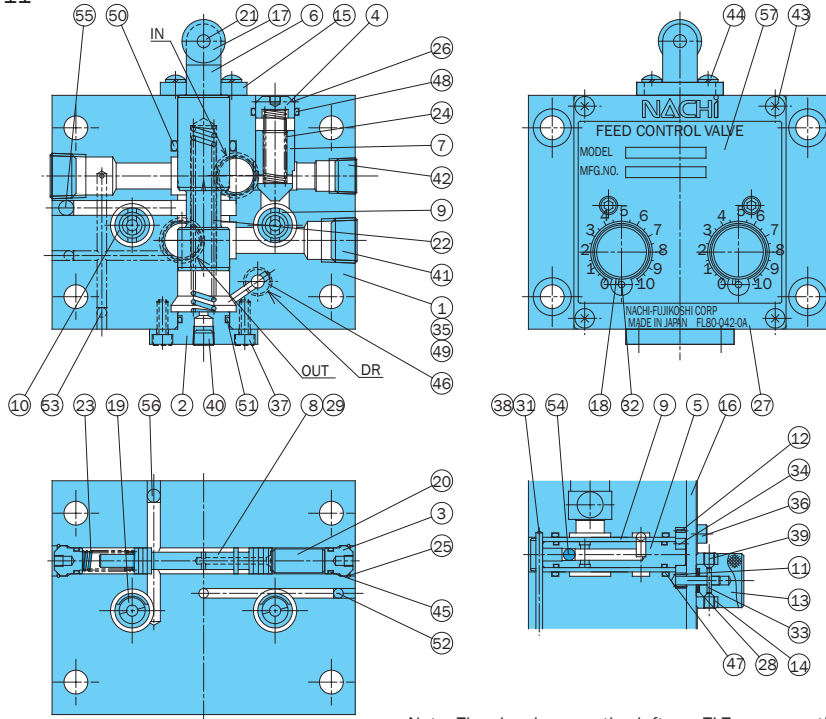 55 50 21 17 6 15 4
IN
26
48
24
7
42
9
22
41
1
35
49
46
OUT DR
10 53 2 40 51 37
44 57 43
NACHi
FEED CONTROL VALVE
MODEL
MFG.NO.
0 1 2 3 4 5 6 7 8 9 10
0 1 2 3 4 5 6 7 8 9 10
NACHI-FUJIKOSHI CORP
MADE IN JAPAN FL80-042-0A
18 32 27
23 19 56 8 29
20
3
25
45
52
38 31 54 9 5 16
12
34
36
39
11
13
33
47 28 14